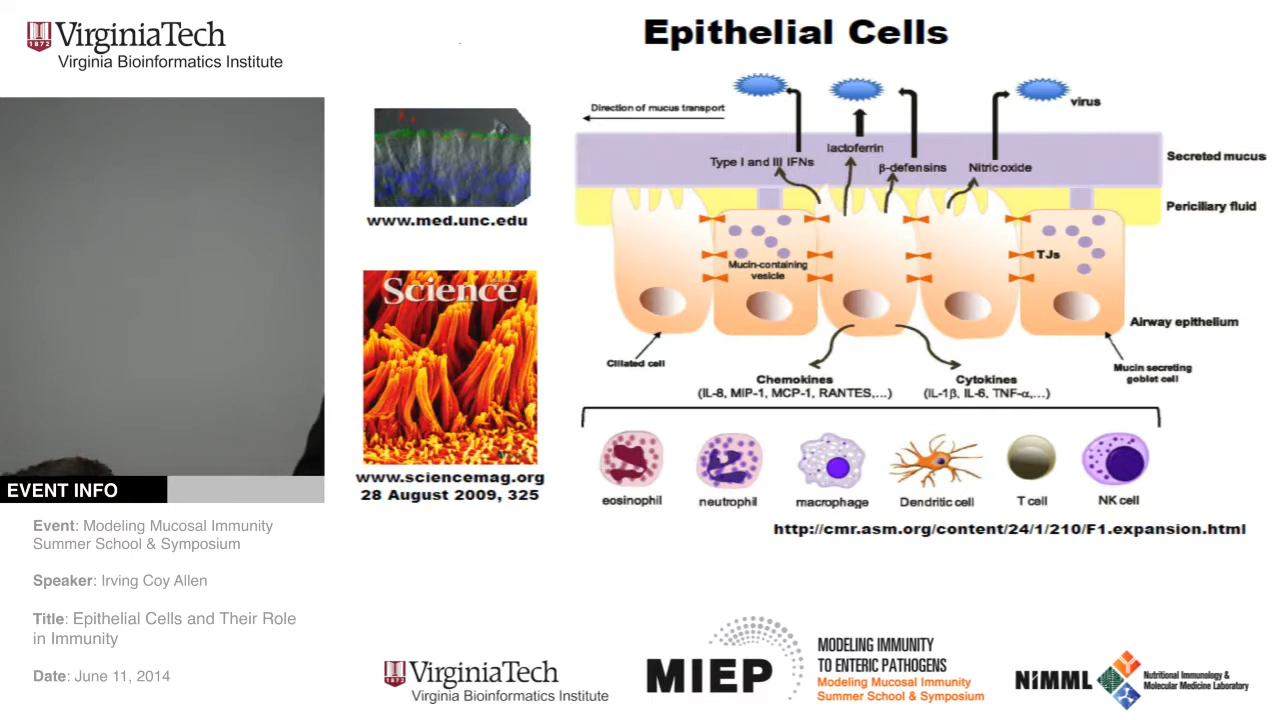 VirginiaTech
1872
Virginia Bioinformatics Institute
Epithelial Cells
www.med.unc.edu
Science
www.sciencemag.org
28 August 2009, 325
Direction of mucus transport
virus
Type I and III IFNs
lactoferrin
β-defensins
Nitric oxide
Secreted mucus
Periciliary fluid
Mucin-containing
vesicle
TJs
Airway epithelium
Ciliated cell
Mucin secreting
goblet cell
Chemokines
(IL-8, MIP-1, MCP-1, RANTES,...)
Cytokines
(IL-1β, IL-6, TNF-α,...)
eosinophil
neutrophil
macrophage
Dendritic cell
T cell
NK cell
http://cmr.asm.org/content/24/1/210/F1.expansion.html
EVENT INFO
Event: Modeling Mucosal Immunity
Summer School & Symposium
Speaker: Irving Coy Allen
Title: Epithelial Cells and Their Role
in Immunity
Date: June 11, 2014
VirginiaTech
1872
Virginia Bioinformatics Institute
MIEP
MODELING IMMUNITY
TO ENTERIC PATHOGENS
Modeling Mucosal Immunity
Summer School & Symposium
NIMML
Nutritional Immunology &
Molecular Medicine Laboratory